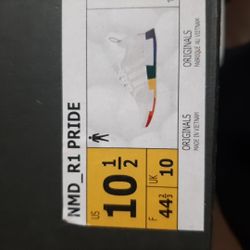 NMD_R1 PRIDE
US
10 1/2
UK
10
F
44 2/3
ORIGINALS
MADE IN VIETNAM
ORIGINALS
FABRIQUÉ AU VIETNAM